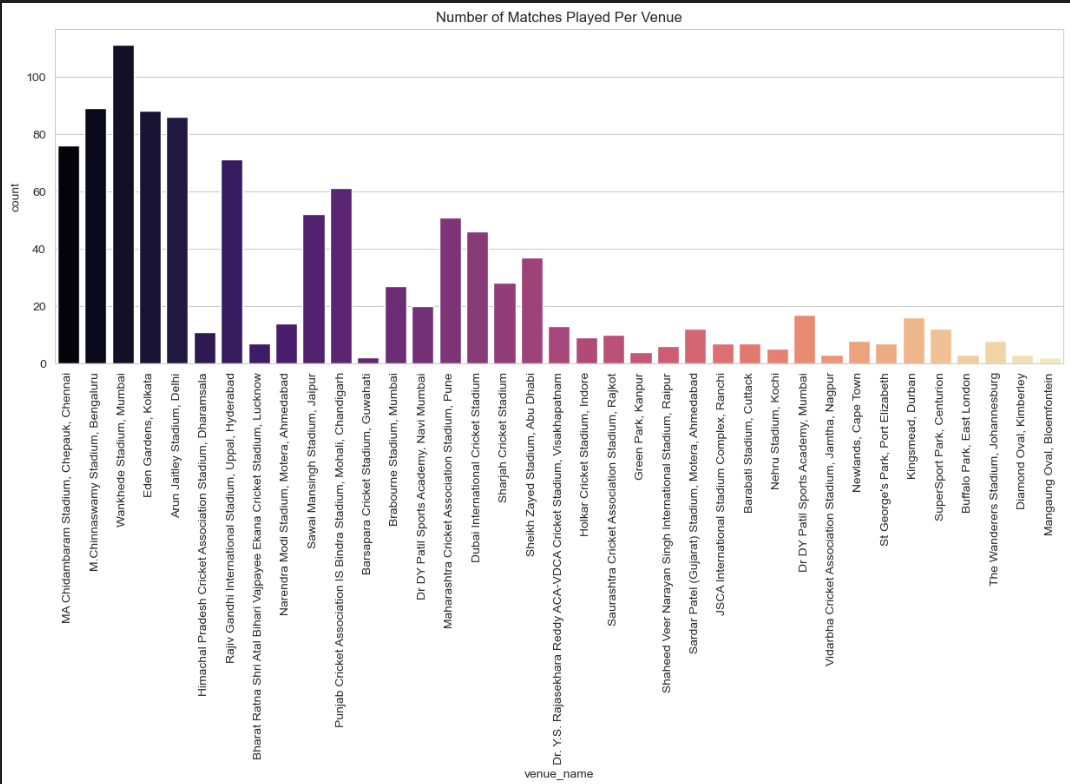 Number of Matches Played Per Venue
100
80
60
40
20
0
count
MA Chidambaram Stadium, Chepauk, Chennai
M.Chinnaswamy Stadium, Bengaluru
Wankhede Stadium, Mumbai
Eden Gardens, Kolkata
Arun Jaitley Stadium, Delhi
Himachal Pradesh Cricket Association Stadium, Dharamsala
Rajiv Gandhi International Stadium, Uppal, Hyderabad
Bharat Ratna Shri Atal Bihari Vajpayee Ekana Cricket Stadium, Lucknow
Narendra Modi Stadium, Motera, Ahmedabad
Sawai Mansingh Stadium, Jaipur
Punjab Cricket Association IS Bindra Stadium, Mohali, Chandigarh
Barsapara Cricket Stadium, Guwahati
Brabourne Stadium, Mumbai
Dr DY Patil Sports Academy, Navi Mumbai
Maharashtra Cricket Association Stadium, Pune
Dubai International Cricket Stadium
Sharjah Cricket Stadium
Sheikh Zayed Stadium, Abu Dhabi
Dr. Y.S. Rajasekhara Reddy ACA-VDCA Cricket Stadium, Visakhapatnam
Holkar Cricket Stadium, Indore
Saurashtra Cricket Association Stadium, Rajkot
Green Park, Kanpur
Shaheed Veer Narayan Singh International Stadium, Raipur
Sardar Patel (Gujarat) Stadium, Motera, Ahmedabad
JSCA International Stadium Complex, Ranchi
Barabati Stadium, Cuttack
Nehru Stadium, Kochi
Dr DY Patil Sports Academy, Mumbai
Vidarbha Cricket Association Stadium, Jamtha, Nagpur
Newlands, Cape Town
St George's Park, Port Elizabeth
Kingsmead, Durban
SuperSport Park, Centurion
Buffalo Park, East London
The Wanderers Stadium, Johannesburg
Diamond Oval, Kimberley
Mangaung Oval, Bloemfontein
venue_name